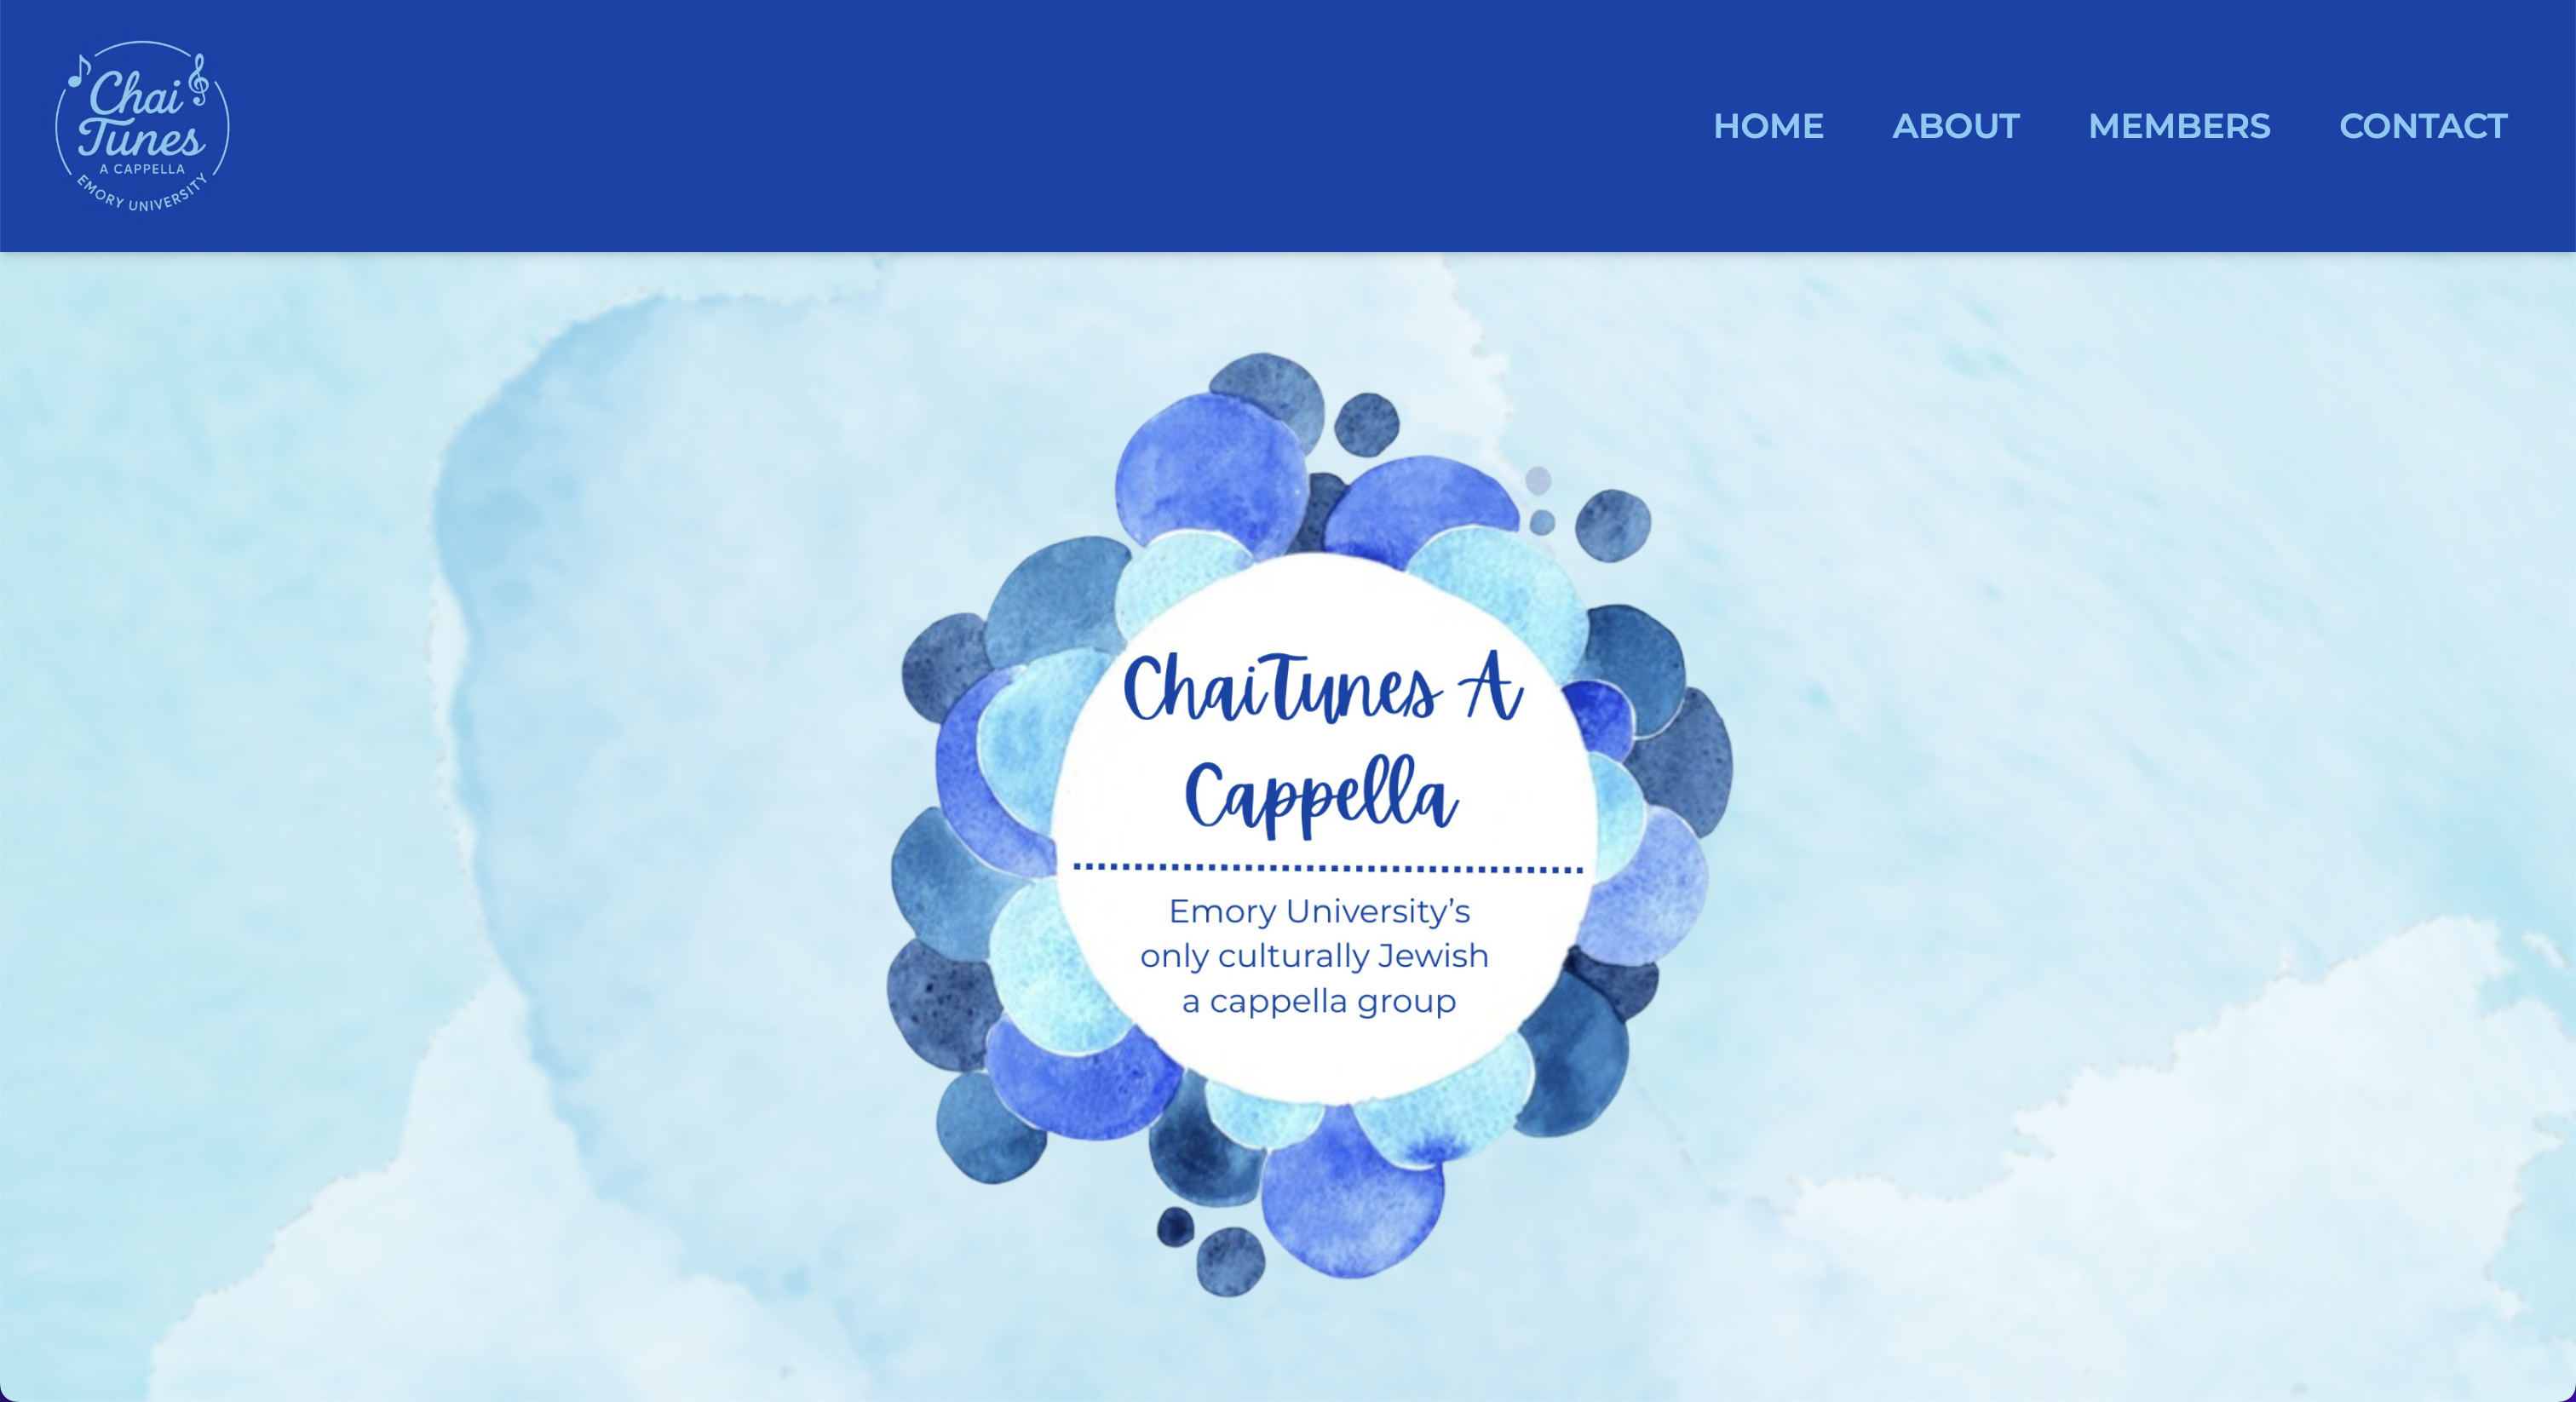 Chai
Tunes
A CAPPELLA
EMORY UNIVERSITY
HOME ABOUT MEMBERS CONTACT
ChaiTunes A
Cappella
Emory University’s
only culturally Jewish
a cappella group